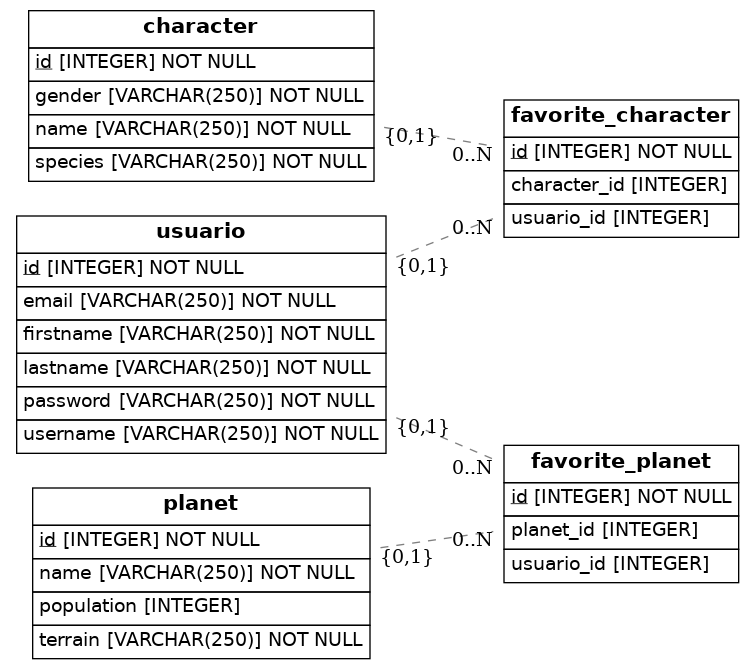 character
id [INTEGER] NOT NULL
gender [VARCHAR(250)] NOT NULL
name [VARCHAR(250)] NOT NULL
species [VARCHAR(250)] NOT NULL
{0,1}
0..N
favorite_character
id [INTEGER] NOT NULL
character_id [INTEGER]
usuario_id [INTEGER]
usuario
id [INTEGER] NOT NULL
email [VARCHAR(250)] NOT NULL
firstname [VARCHAR(250)] NOT NULL
lastname [VARCHAR(250)] NOT NULL
password [VARCHAR(250)] NOT NULL
username [VARCHAR(250)] NOT NULL
0..N
{0,1}
{0,1}
0..N
favorite_planet
id [INTEGER] NOT NULL
planet_id [INTEGER]
usuario_id [INTEGER]
planet
id [INTEGER] NOT NULL
name [VARCHAR(250)] NOT NULL
population [INTEGER]
terrain [VARCHAR(250)] NOT NULL
0..N
{0,1}